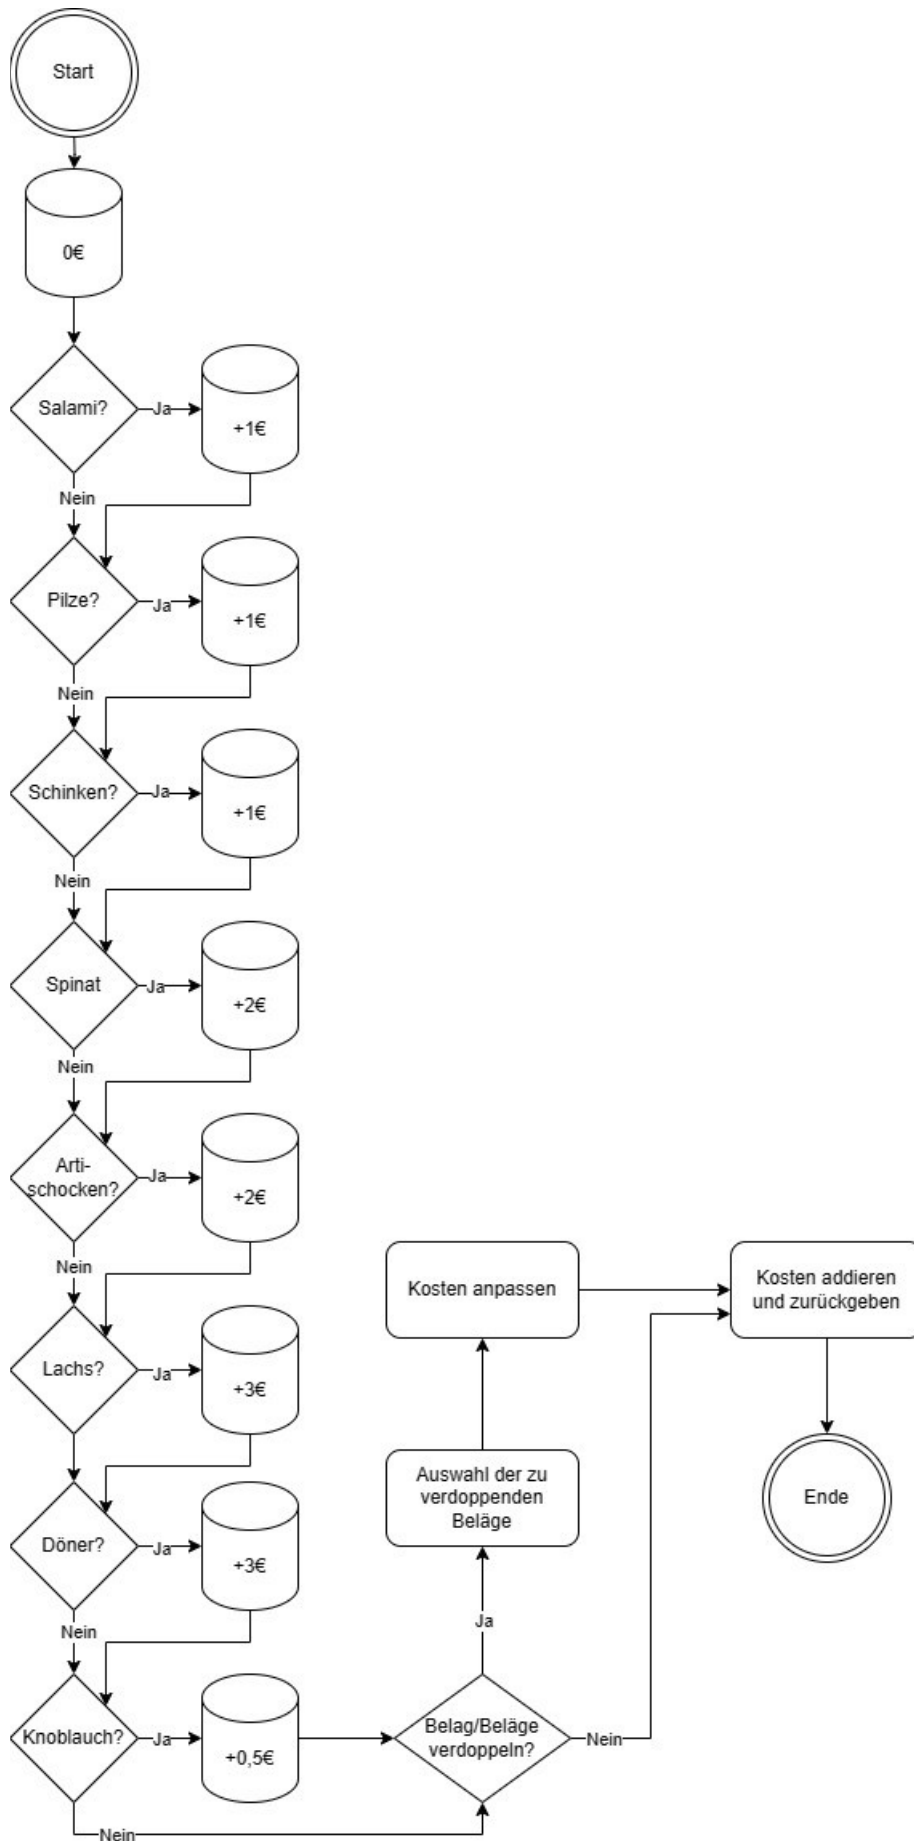 Start
0€
Salami?
Ja
+1€
Nein
Pilze?
Ja
+1€
Nein
Schinken?
Ja
+1€
Nein
Spinat
Ja
+2€
Nein
Arti-
schocken?
Ja
+2€
Nein
Lachs?
Ja
+3€
Döner?
Ja
+3€
Nein
Knoblauch?
Ja
+0,5€
Nein
Belag/Beläge
verdoppeln?
Ja
Nein
Auswahl der zu
verdoppenden
Beläge
Kosten anpassen
Kosten addieren
und zurückgeben
Ende